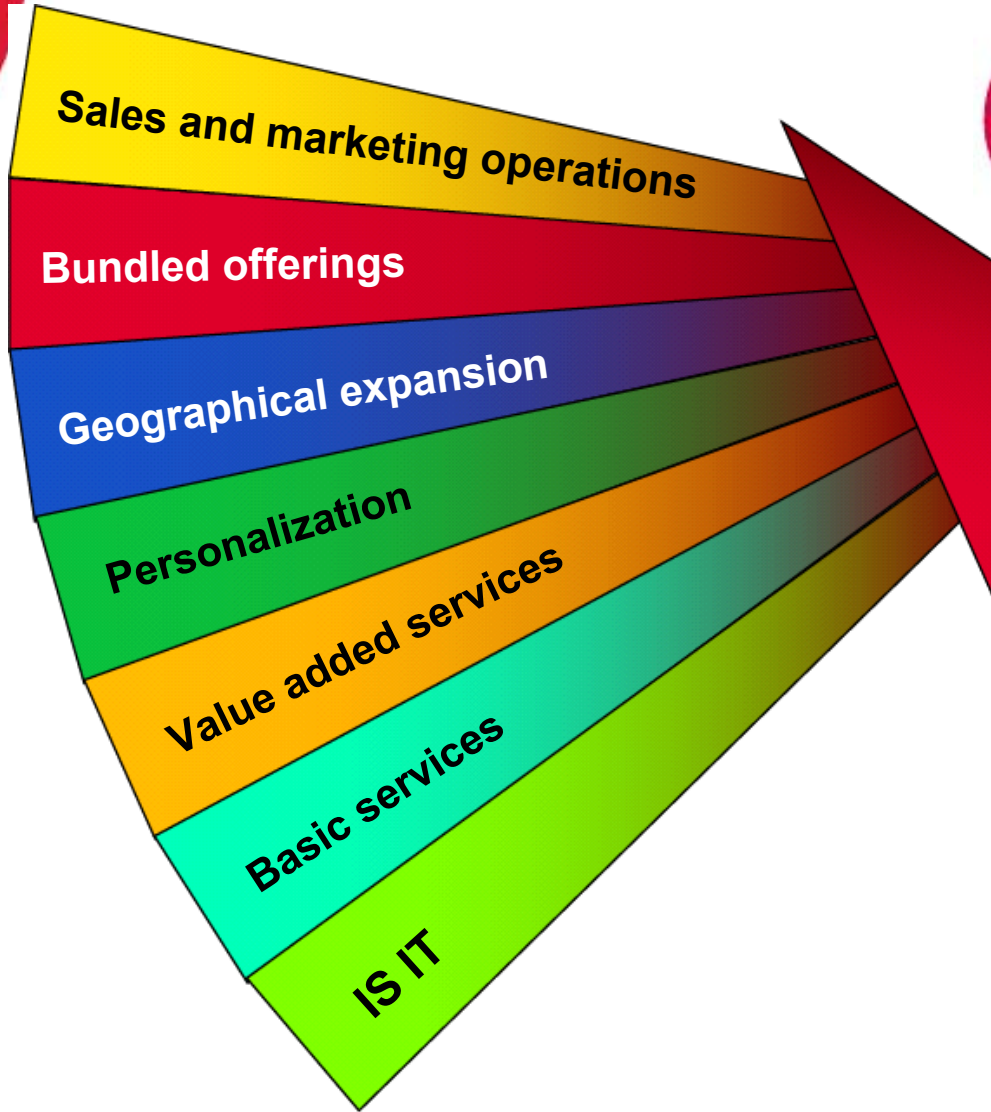 Sales and marketing operations
Bundled offerings
Geographical expansion
Personalization
Value added services
Basic services
IS IT